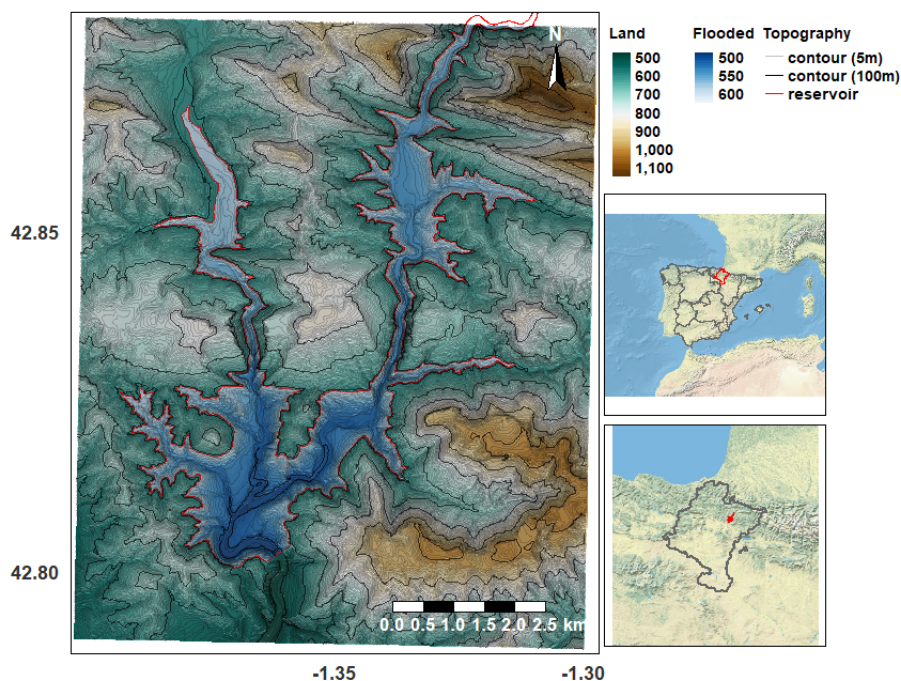 Land Flooded Topography
500 500 contour (5m)
600 550 contour (100m)
700 600 reservoir
800
900
1,000
1,100
N
42.85
42.80
0.0 0.5 1.0 1.5 2.0 2.5 km
-1.35 -1.30